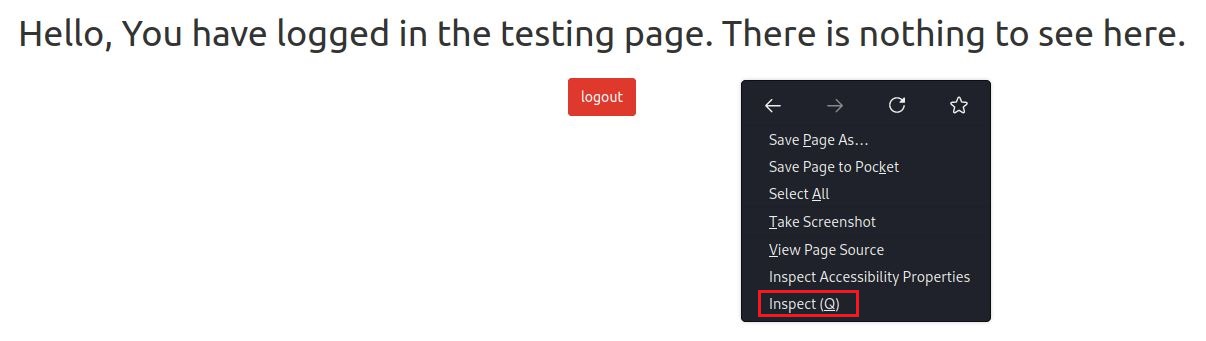 Hello, You have logged in the testing page. There is nothing to see here.
logout
Save Page As...
Save Page to Pocket
Select All
Take Screenshot
View Page Source
Inspect Accessibility Properties
Inspect (Q)